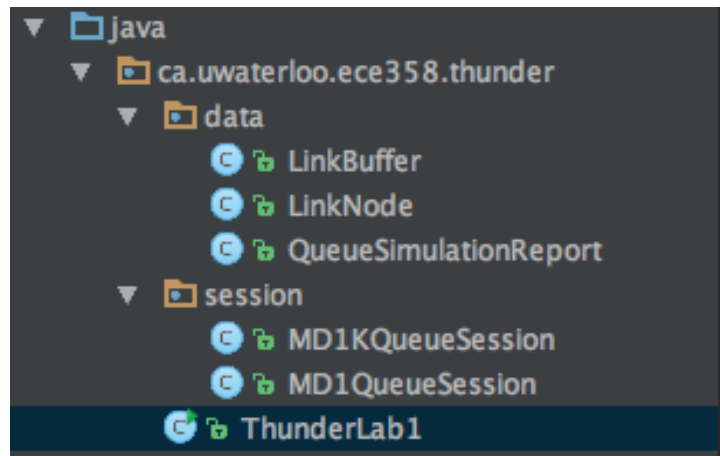 java
ca.uwaterloo.ece358.thunder
data
LinkBuffer
LinkNode
QueueSimulationReport
session
MD1KQueueSession
MD1QueueSession
ThunderLab1